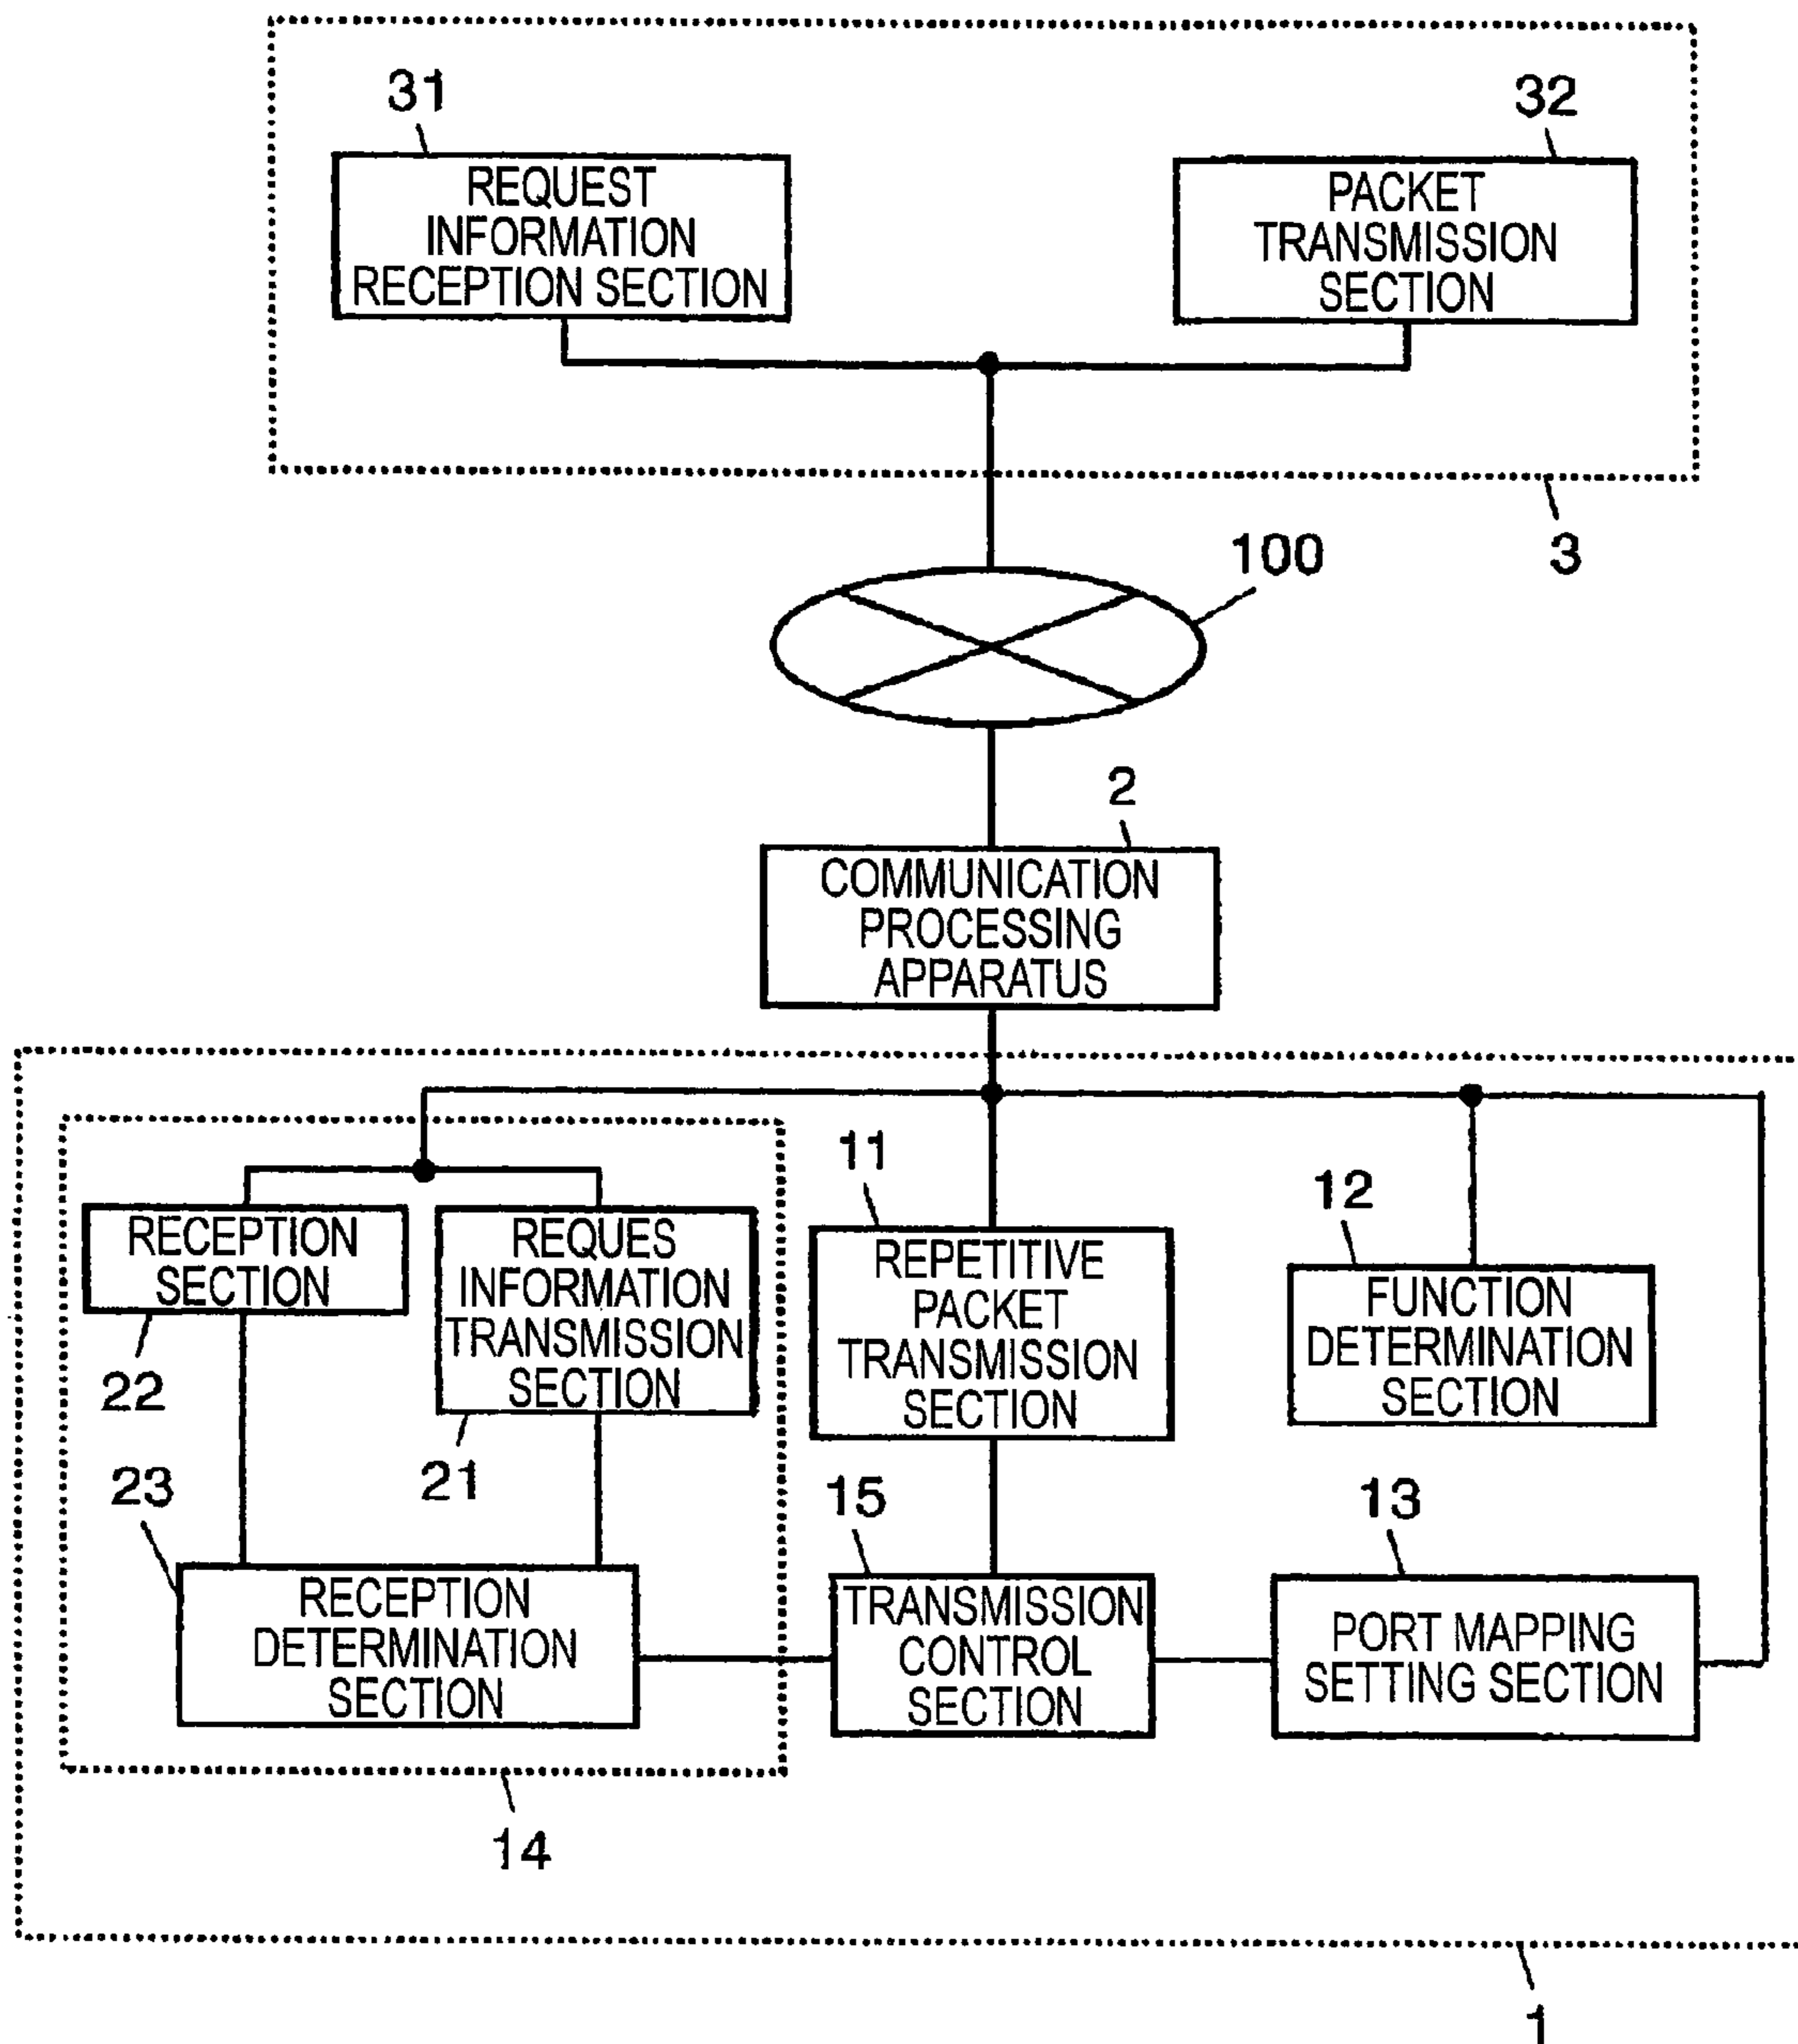 31
REQUEST
INFORMATION
RECEPTION SECTION
32
PACKET
TRANSMISSION
SECTION
3
100
2
COMMUNICATION
PROCESSING
APPARATUS
RECEPTION
SECTION
22
REQUES
INFORMATION
TRANSMISSION
SECTION
21
11
REPETITIVE
PACKET
TRANSMISSION
SECTION
12
FUNCTION
DETERMINATION
SECTION
23
RECEPTION
DETERMINATION
SECTION
15
TRANSMISSION
CONTROL
SECTION
13
PORT MAPPING
SETTING SECTION
14
1